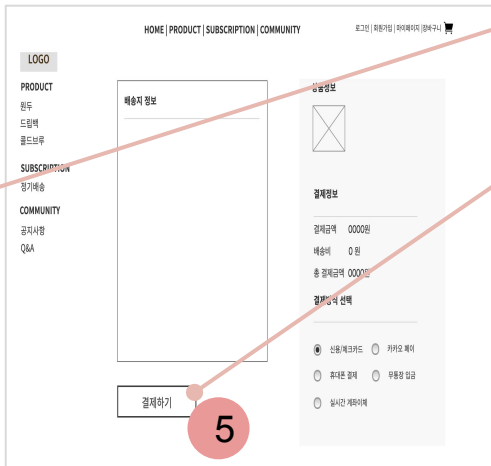 HOME | PRODUCT | SUBSCRIPTION | COMMUNITY
로그인 | 회원가입 | 마이페이지 | 장바구니
LOGO
PRODUCT
원두
드립백
콜드브루
SUBSCRIPTION
정기배송
COMMUNITY
공지사항
Q&A
배송지 정보
상품정보
결제정보
결제금액 0000원
배송비 0 원
총 결제금액 0000원
결제방식 선택
신용/체크카드 카카오 페이
휴대폰 결제 무통장 입금
실시간 계좌이체
결제하기
5